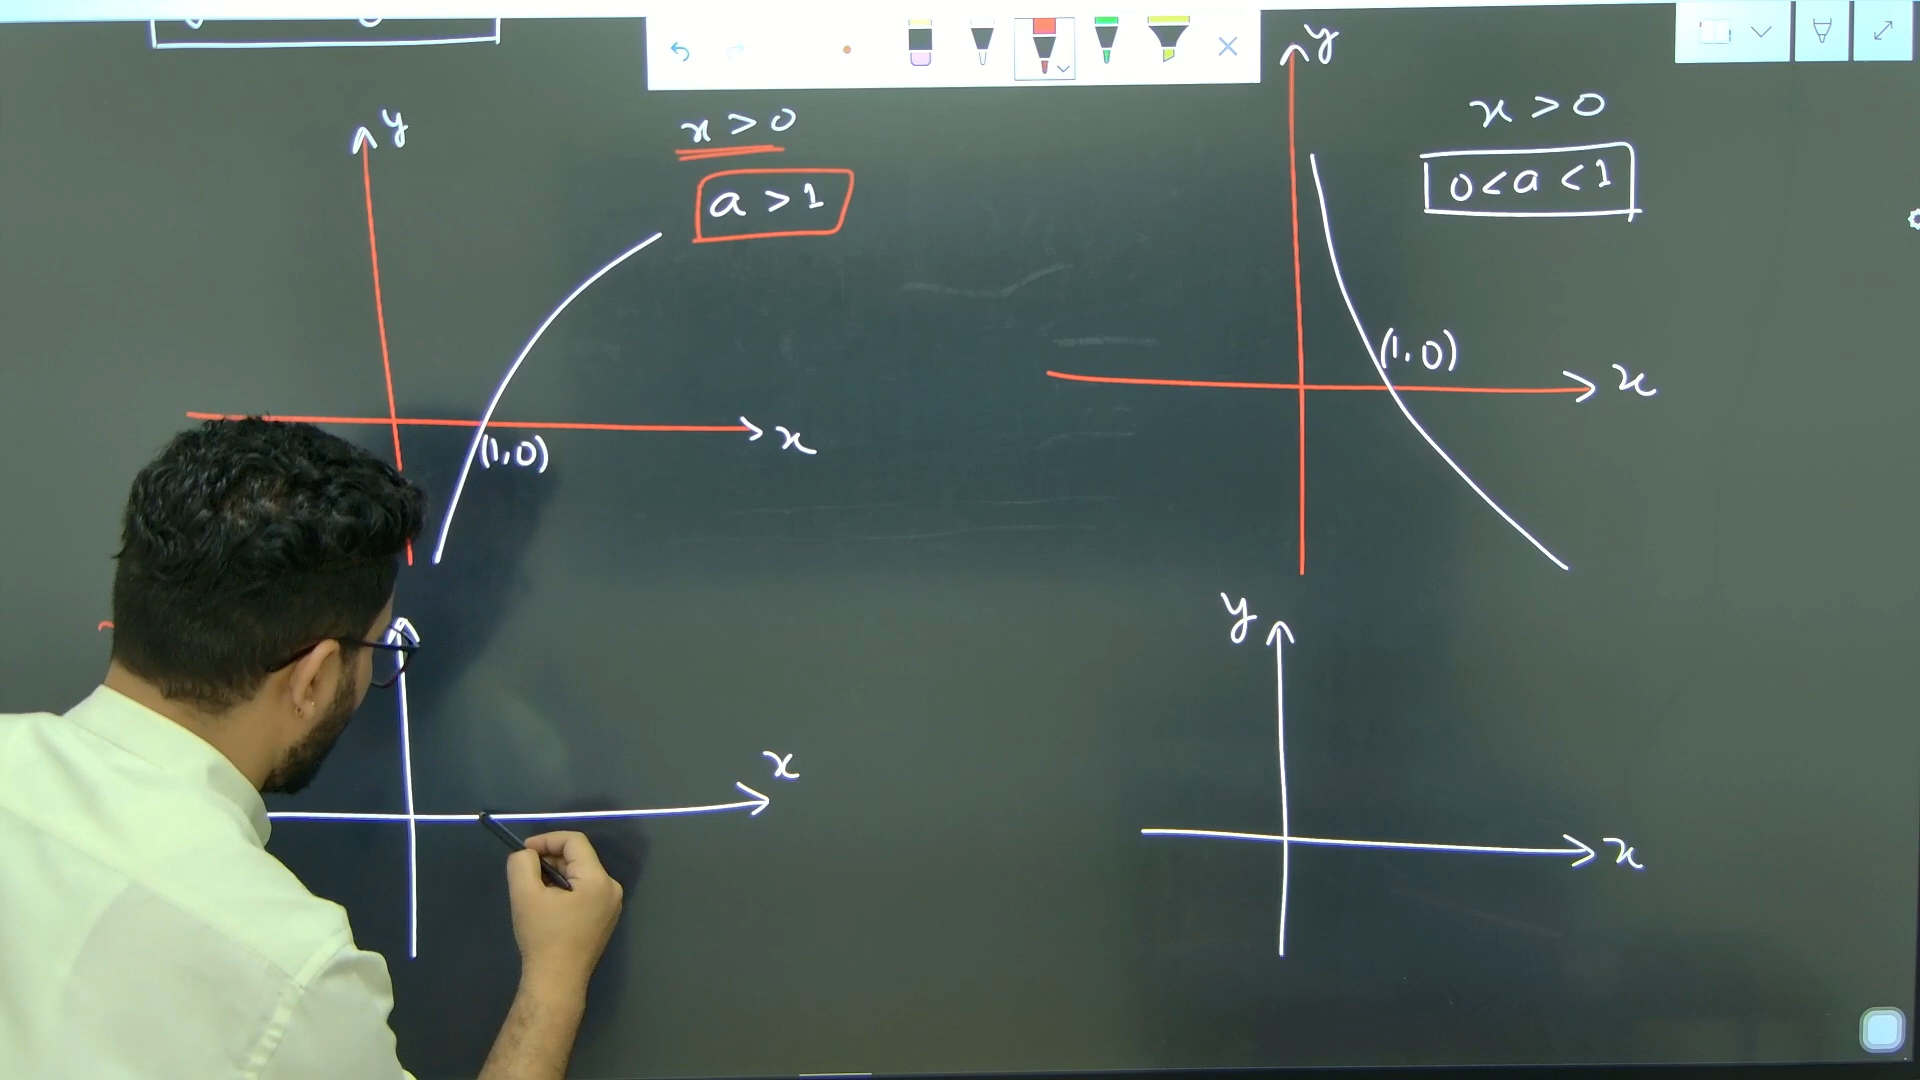 y
x > 0
a > 1
(1,0)
x
y
x > 0
0 < a < 1
(1,0)
x
x
y
x